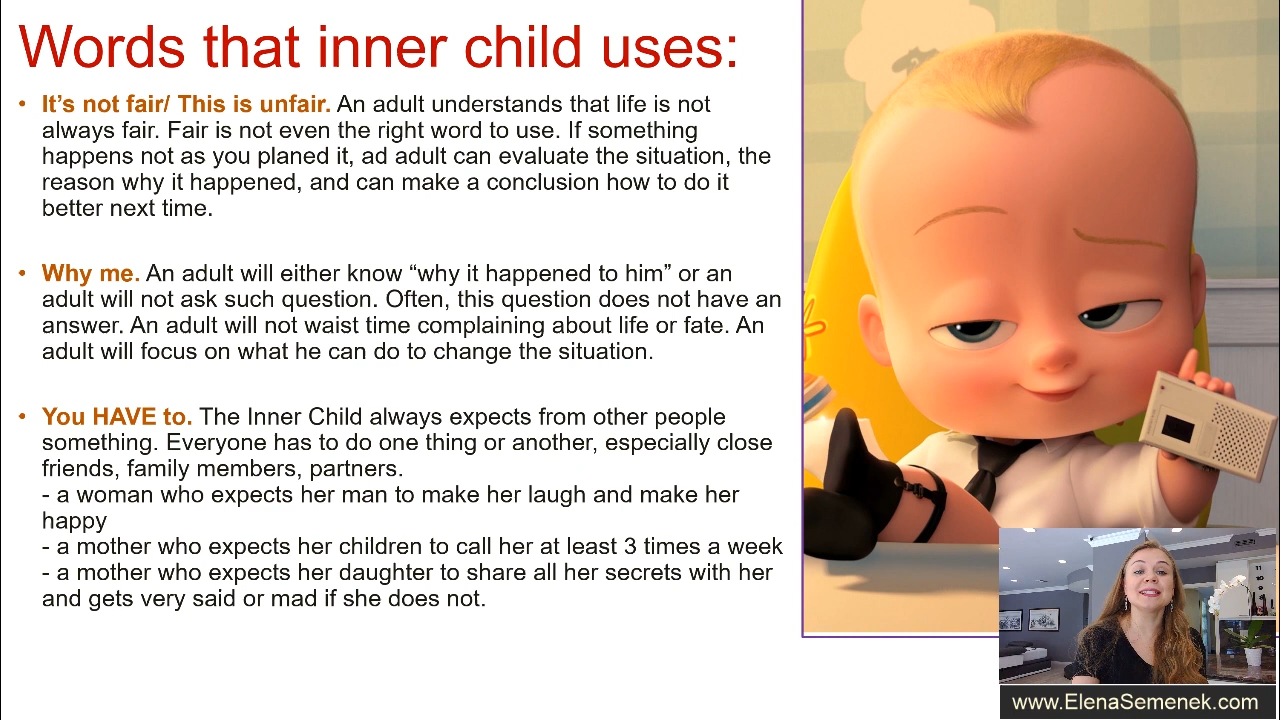 Words that inner child uses:
• It's not fair/ This is unfair. An adult understands that life is not
always fair. Fair is not even the right word to use. If something
happens not as you planed it, ad adult can evaluate the situation, the
reason why it happened, and can make a conclusion how to do it
better next time.
• Why me. An adult will either know “why it happened to him” or an
adult will not ask such question. Often, this question does not have an
answer. An adult will not waist time complaining about life or fate. An
adult will focus on what he can do to change the situation.
• You HAVE to. The Inner Child always expects from other people
something. Everyone has to do one thing or another, especially close
friends, family members, partners.
- a woman who expects her man to make her laugh and make her
happy
- a mother who expects her children to call her at least 3 times a week
- a mother who expects her daughter to share all her secrets with her
and gets very said or mad if she does not.
www.ElenaSemenek.com